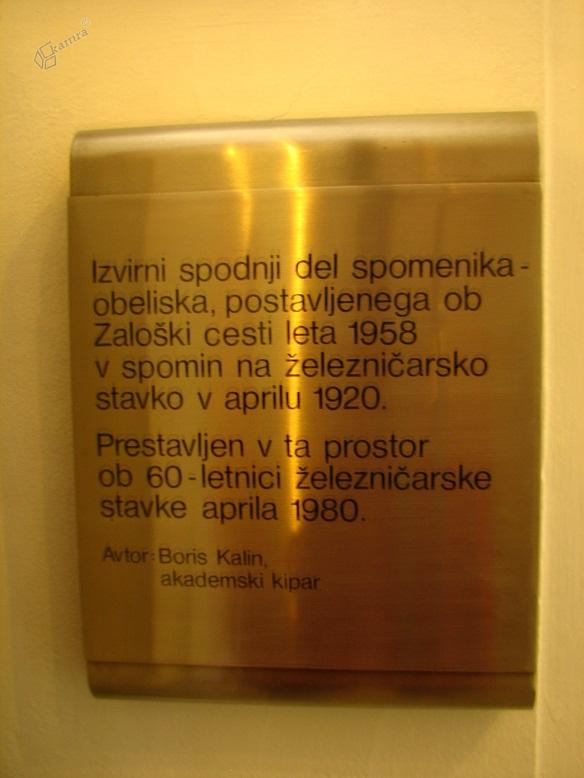 kamra®
Izvirni spodnji del spomenika-
obeliska, postavljenega ob
Zaloški cesti leta 1958
v spomin na železničarsko
stavko v aprilu 1920.
Prestavljen v ta prostor
ob 60-letnici železničarske
stavke aprila 1980.
Avtor: Boris Kalin,
akademski kipar